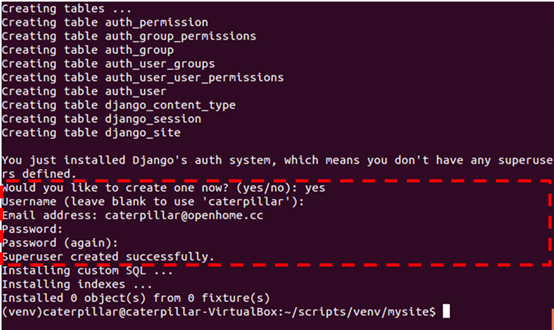 Creating tables ...
Creating table auth_permission
Creating table auth_group_permissions
Creating table auth_group
Creating table auth_user_groups
Creating table auth_user_user_permissions
Creating table auth_user
Creating table django_content_type
Creating table django_session
Creating table django_site
You just installed Django's auth system, which means you don't have any superuse
rs defined.
Would you like to create one now? (yes/no): yes
Username (leave blank to use 'caterpillar'):
Email address: caterpillar@openhome.cc
Password:
Password (again):
Superuser created successfully.
Installing custom SQL ...
Installing indexes ...
Installed 0 object(s) from 0 fixture(s)
(venv)caterpillar@caterpillar-VirtualBox:~/scripts/venv/mysite$